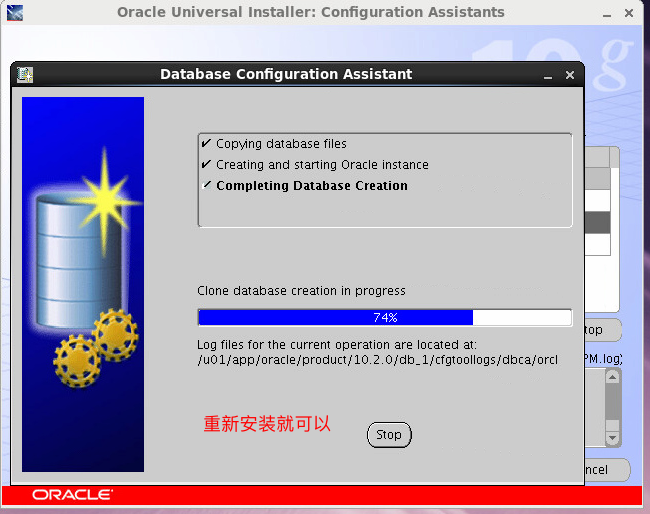 Oracle Universal Installer: Configuration Assistants
10g
Database Configuration Assistant
Copying database files
Creating and starting Oracle instance
Completing Database Creation
Clone database creation in progress
74%
Log files for the current operation are located at:
/u01/app/oracle/product/10.2.0/db_1/cfgtoollogs/dbca/orcl
top
PM.log)
重新安装就可以
Stop
ncel
ORACLE